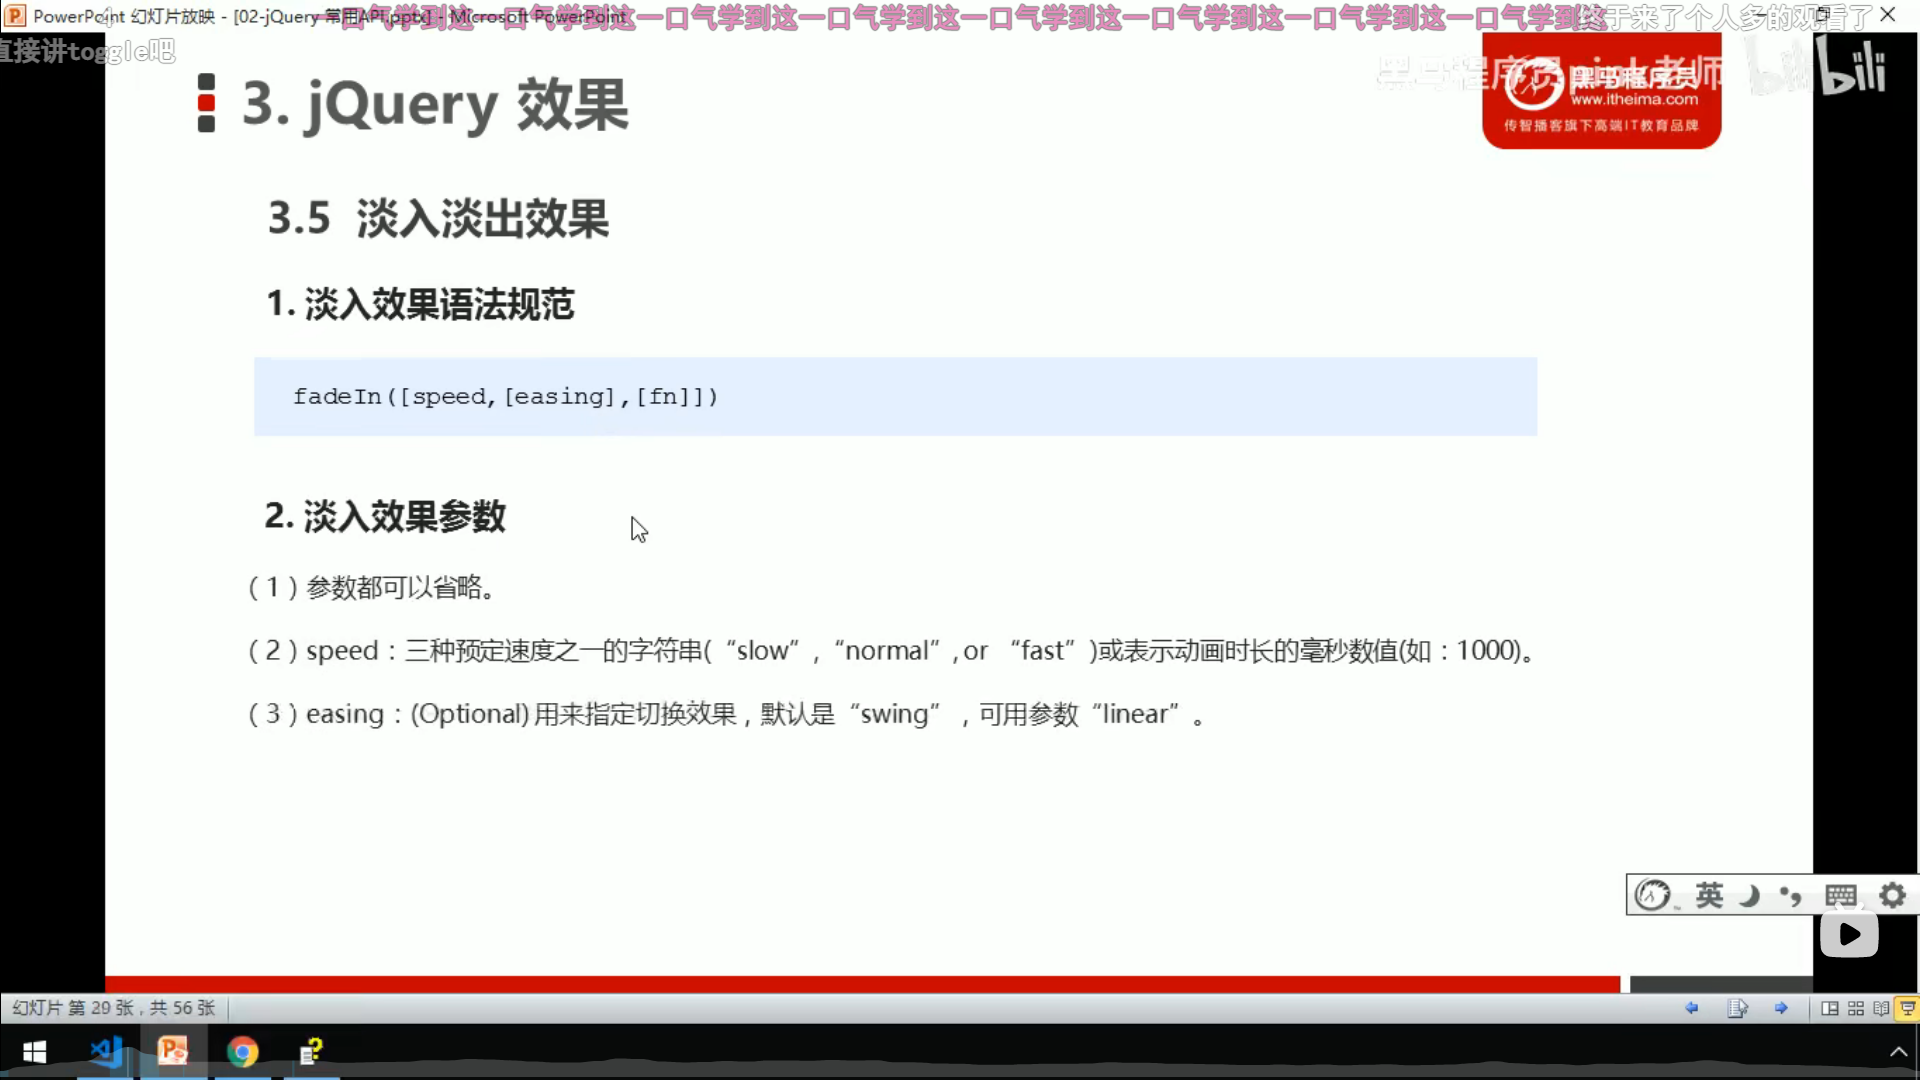 PowerPoint 幻灯片放映 - [02-jQuery 常用API.pptx] - Microsoft PowerPoint
一口气学到这一口气学到这一口气学到这一口气学到这一口气学到这一口气学到这一口气学到这一口气学到
终于来了个人多的观看了
直接讲toggle吧
黑马程序员pink老师
bilibili
黑马程序员
www.itheima.com
传智播客旗下高端IT教育品牌
3. jQuery 效果
3.5 淡入淡出效果
1. 淡入效果语法规范
fadeIn([speed,[easing],[fn]])
2. 淡入效果参数
（1）参数都可以省略。
（2）speed：三种预定速度之一的字符串(“slow”,“normal”,or “fast”)或表示动画时长的毫秒数值(如：1000)。
（3）easing：(Optional) 用来指定切换效果，默认是“swing”，可用参数“linear”。
英
幻灯片 第 29 张，共 56 张